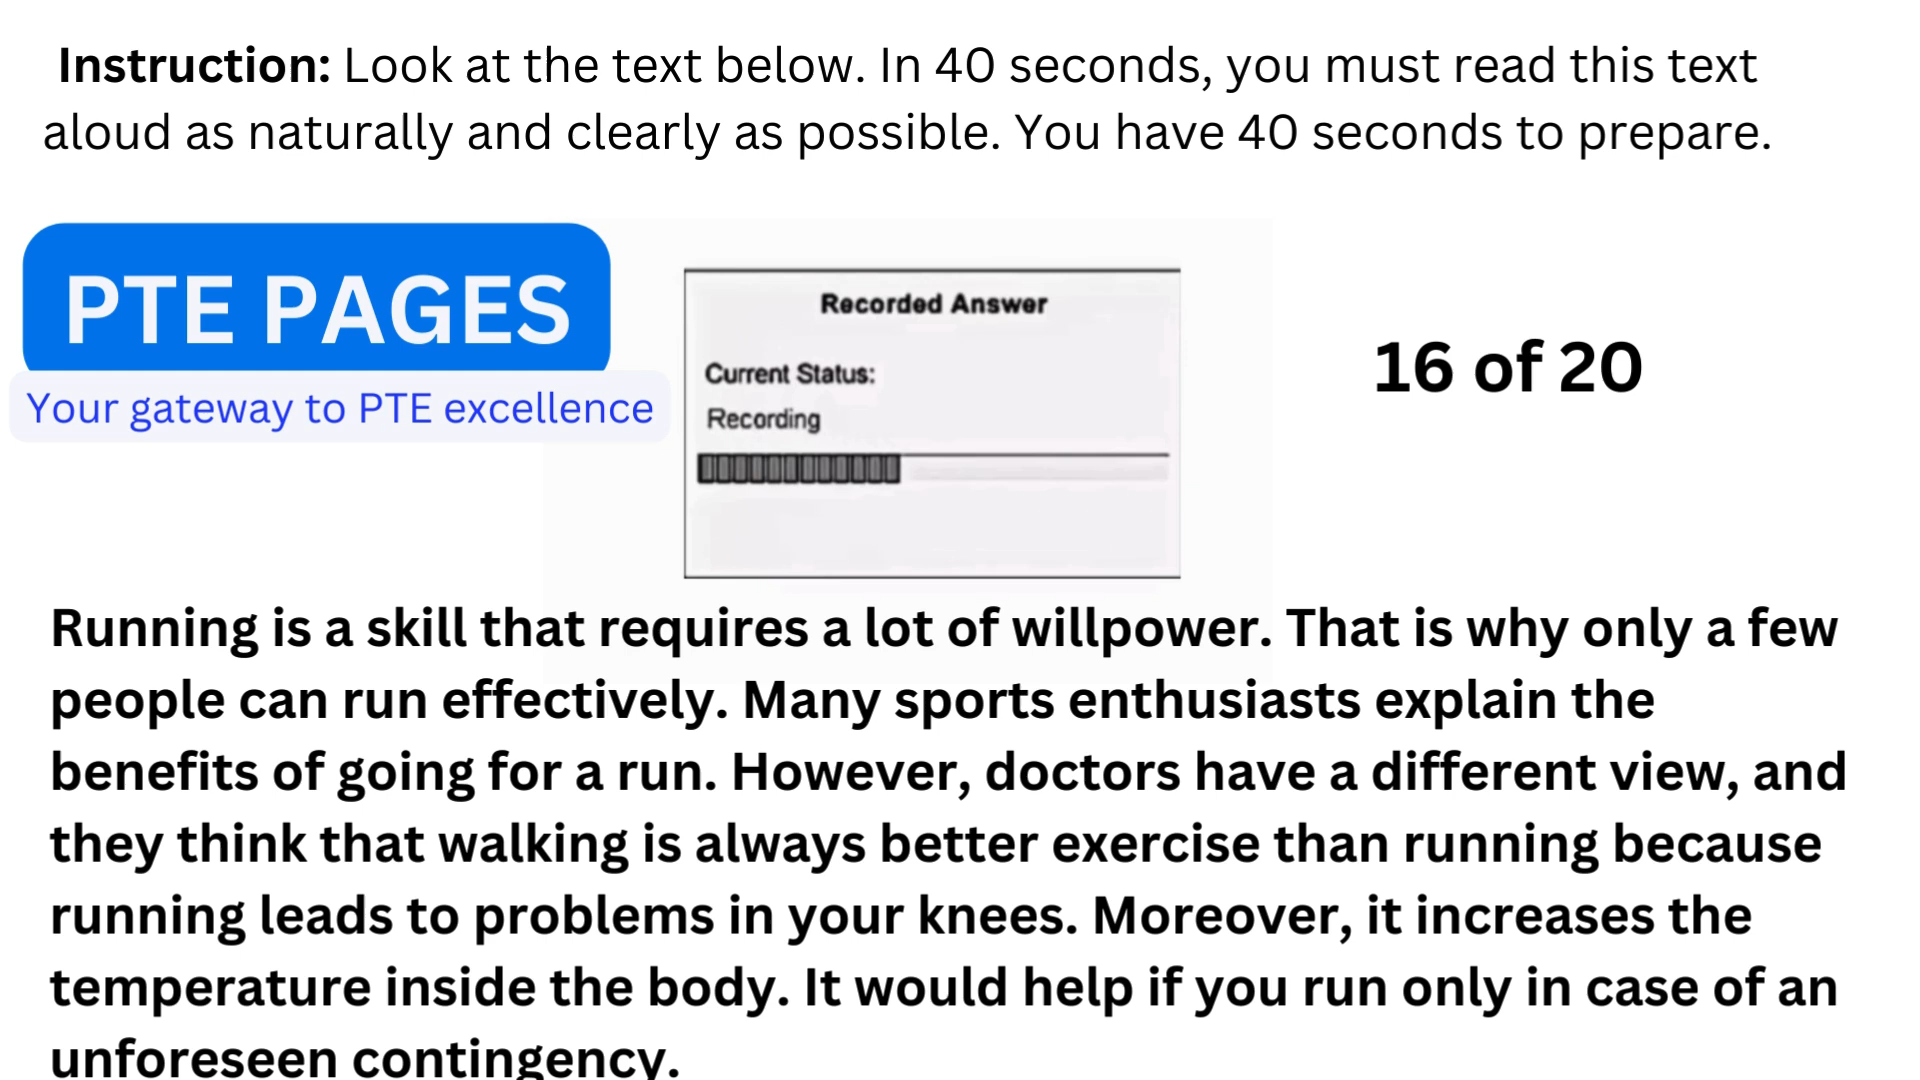 Instruction: Look at the text below. In 40 seconds, you must read this text
aloud as naturally and clearly as possible. You have 40 seconds to prepare.
PTE PAGES
Your gateway to PTE excellence
Recorded Answer
Current Status:
Recording
16 of 20
Running is a skill that requires a lot of willpower. That is why only a few
people can run effectively. Many sports enthusiasts explain the
benefits of going for a run. However, doctors have a different view, and
they think that walking is always better exercise than running because
running leads to problems in your knees. Moreover, it increases the
temperature inside the body. It would help if you run only in case of an
unforeseen contingency.